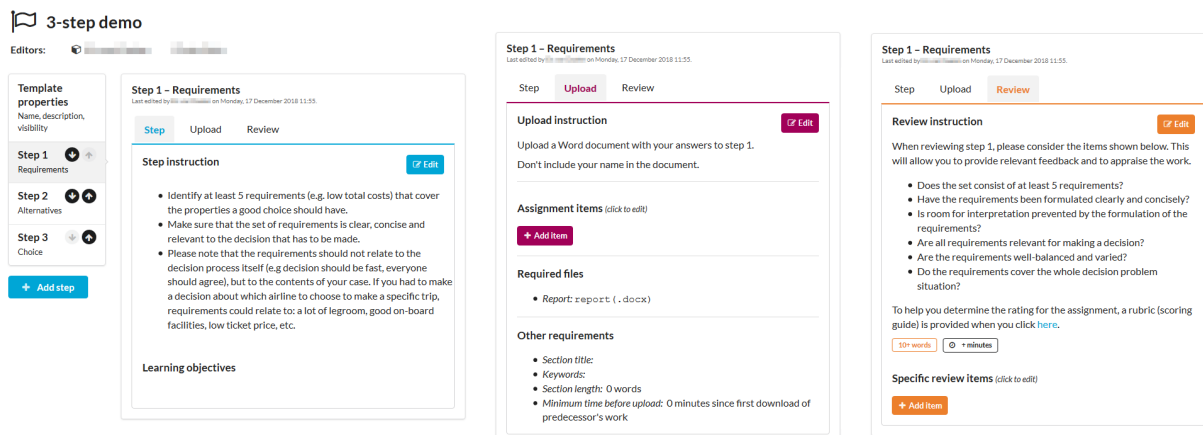 3-step demo
Editors:
Template
properties
Name, description,
visibility
Step 1
Requirements
Step 2
Alternatives
Step 3
Choice
+ Add step
Step 1 – Requirements
Last edited by on Monday, 17 December 2018 11:55.
Step Upload Review
Step instruction
Edit
• Identify at least 5 requirements (e.g. low total costs) that cover
the properties a good choice should have.
• Make sure that the set of requirements is clear, concise and
relevant to the decision that has to be made.
• Please note that the requirements should not relate to the
decision process itself (e.g decision should be fast, everyone
should agree), but to the contents of your case. If you had to make
a decision about which airline to choose to make a specific trip,
requirements could relate to: a lot of legroom, good on-board
facilities, low ticket price, etc.
Learning objectives
Step 1 – Requirements
Last edited by on Monday, 17 December 2018 11:55.
Step Upload Review
Upload instruction
Edit
Upload a Word document with your answers to step 1.
Don't include your name in the document.
Assignment items (click to edit)
+ Add item
Required files
• Report: report(.docx)
Other requirements
• Section title:
• Keywords:
• Section length: 0 words
• Minimum time before upload: 0 minutes since first download of
predecessor's work
Step 1 – Requirements
Last edited by on Monday, 17 December 2018 11:55.
Step Upload Review
Review instruction
Edit
When reviewing step 1, please consider the items shown below. This
will allow you to provide relevant feedback and to appraise the work.
• Does the set consist of at least 5 requirements?
• Have the requirements been formulated clearly and concisely?
• Is room for interpretation prevented by the formulation of the
requirements?
• Are all requirements relevant for making a decision?
• Are the requirements well-balanced and varied?
• Do the requirements cover the whole decision problem
situation?
To help you determine the rating for the assignment, a rubric (scoring
guide) is provided when you click here.
10+ words + minutes
Specific review items (click to edit)
+ Add item